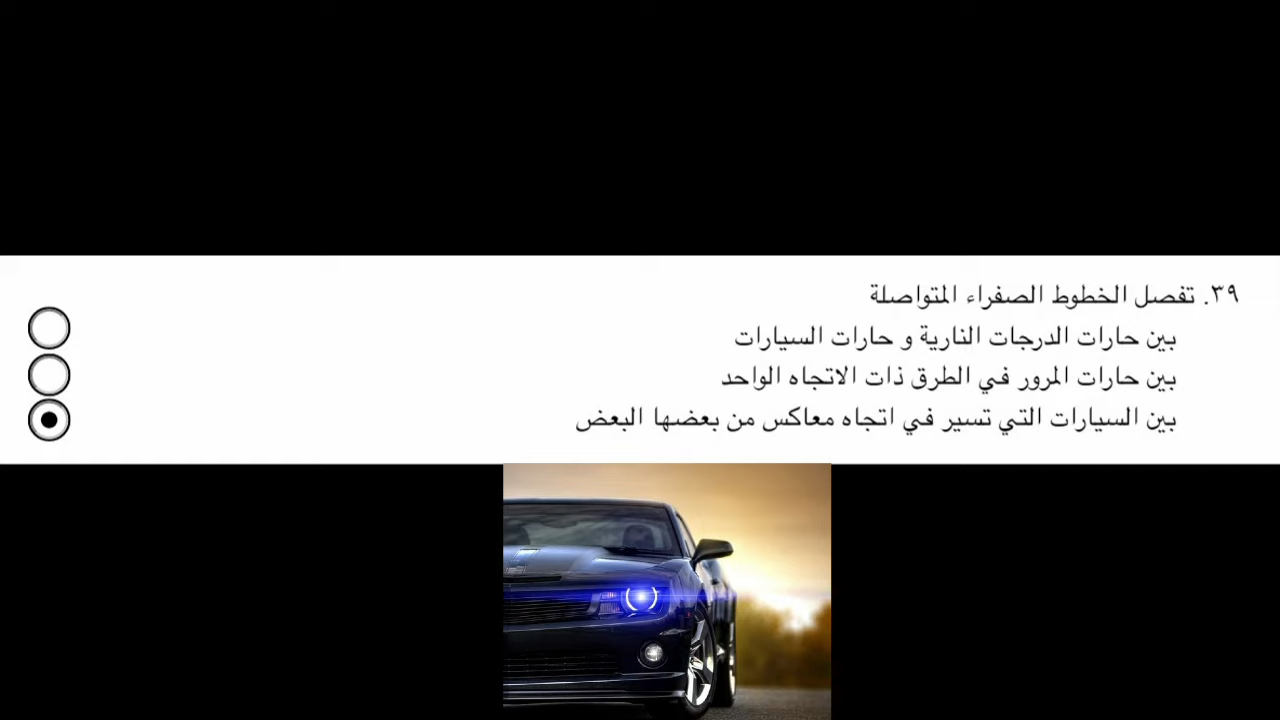 ٣٩. تفصل الخطوط الصفراء المتواصلة
بين حارات الدرجات النارية و حارات السيارات
بين حارات المرور في الطرق ذات الاتجاه الواحد
بين السيارات التي تسير في اتجاه معاكس من بعضها البعض